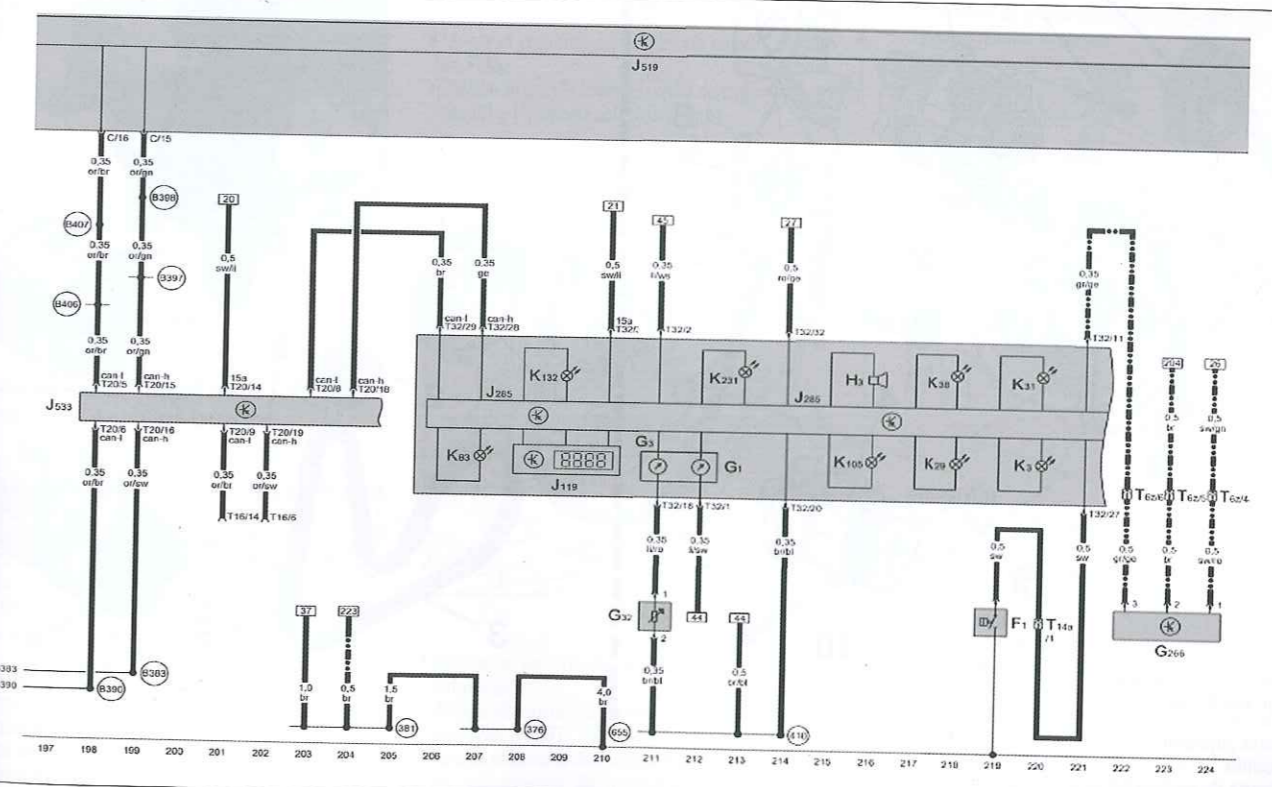 J519
C/16 C/15
0,35 or/br
0,35 or/gn
B398
B407
20
21
45
27
0,35 or/br
0,35 or/gn
0,5 sw/li
0,35 br
0,35 ge
0,5 sw/li
0,35
0,5
0,35 gr/ge
B397
B406
can-l T32/29
can-h T32/28
15a
T32/2
T32/32
T32/11
0,35 or/br
0,35 or/gn
K132
K231
H3
K38
K31
26
can-l T20/5
can-h T20/15
15a T20/14
can-l T20/8
can-h T20/18
J285
J285
0,5 br
0,5
J533
T20/6 can-l
T20/16 can-h
T20/9 can-l
T20/19 can-h
K83
J119
G3
G1
K105
K29
K3
0,35 or/br
0,35 or/sw
0,35 or/br
0,35 or/sw
T16/14
T16/6
T32/1
T32/20
T32/27
T6z/6
T6z/5
T6z/4
0,35
0,35
0,35 br/bl
0,5 sw
0,5 sw
0,5
0,5 br
0,5
1
G32
2
37
223
44
44
F1
T14a /1
3
2
1
G266
383
B383
390
B390
1,0 br
0,5 br
1,5 br
4,0 br
0,35 br/bl
0,5 br/bl
381
376
655
410
197 198 199 200 201 202 203 204 205 206 207 208 209 210 211 212 213 214 215 216 217 218 219 220 221 222 223 224